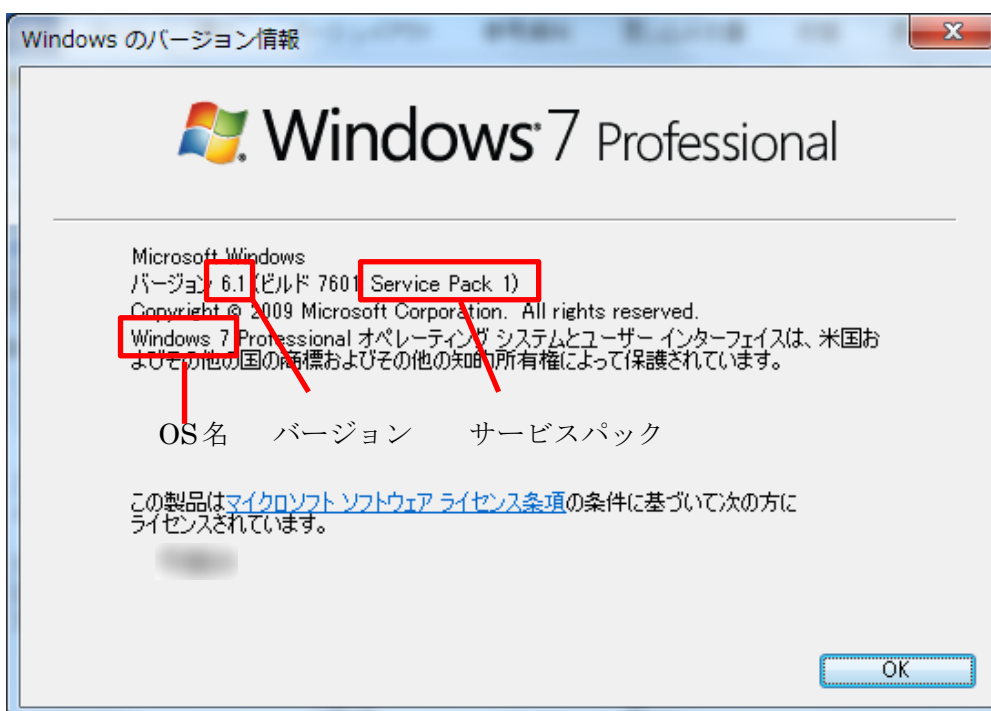 Windows のバージョン情報
Windows 7 Professional
Microsoft Windows
バージョン 6.1 (ビルド 7601 Service Pack 1)
Copyright © 2009 Microsoft Corporation. All rights reserved.
Windows 7 Professional オペレーティング システムとユーザー インターフェイスは、米国お
よびその他の国の商標およびその他の知的所有権によって保護されています。
OS名 バージョン サービスパック
この製品はマイクロソフト ソフトウェア ライセンス条項の条件に基づいて次の方に
ライセンスされています。
OK